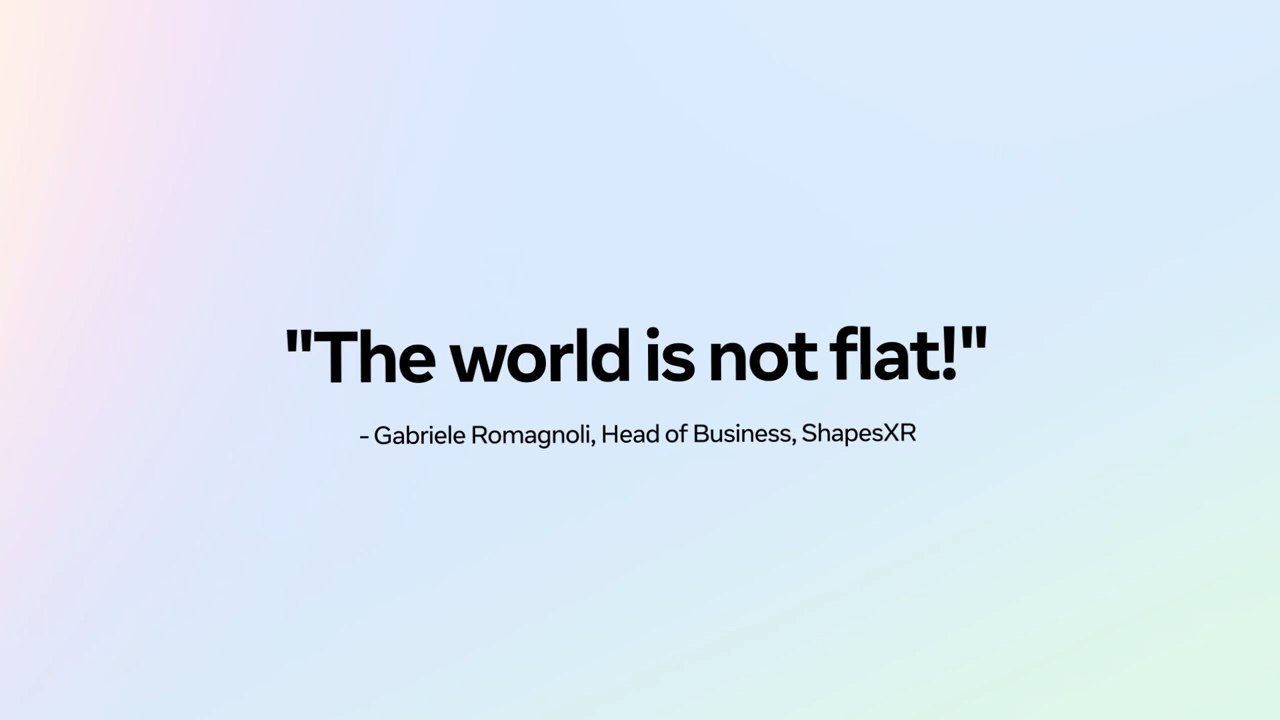 "The world is not flat!"
- Gabriele Romagnoli, Head of Business, ShapesXR